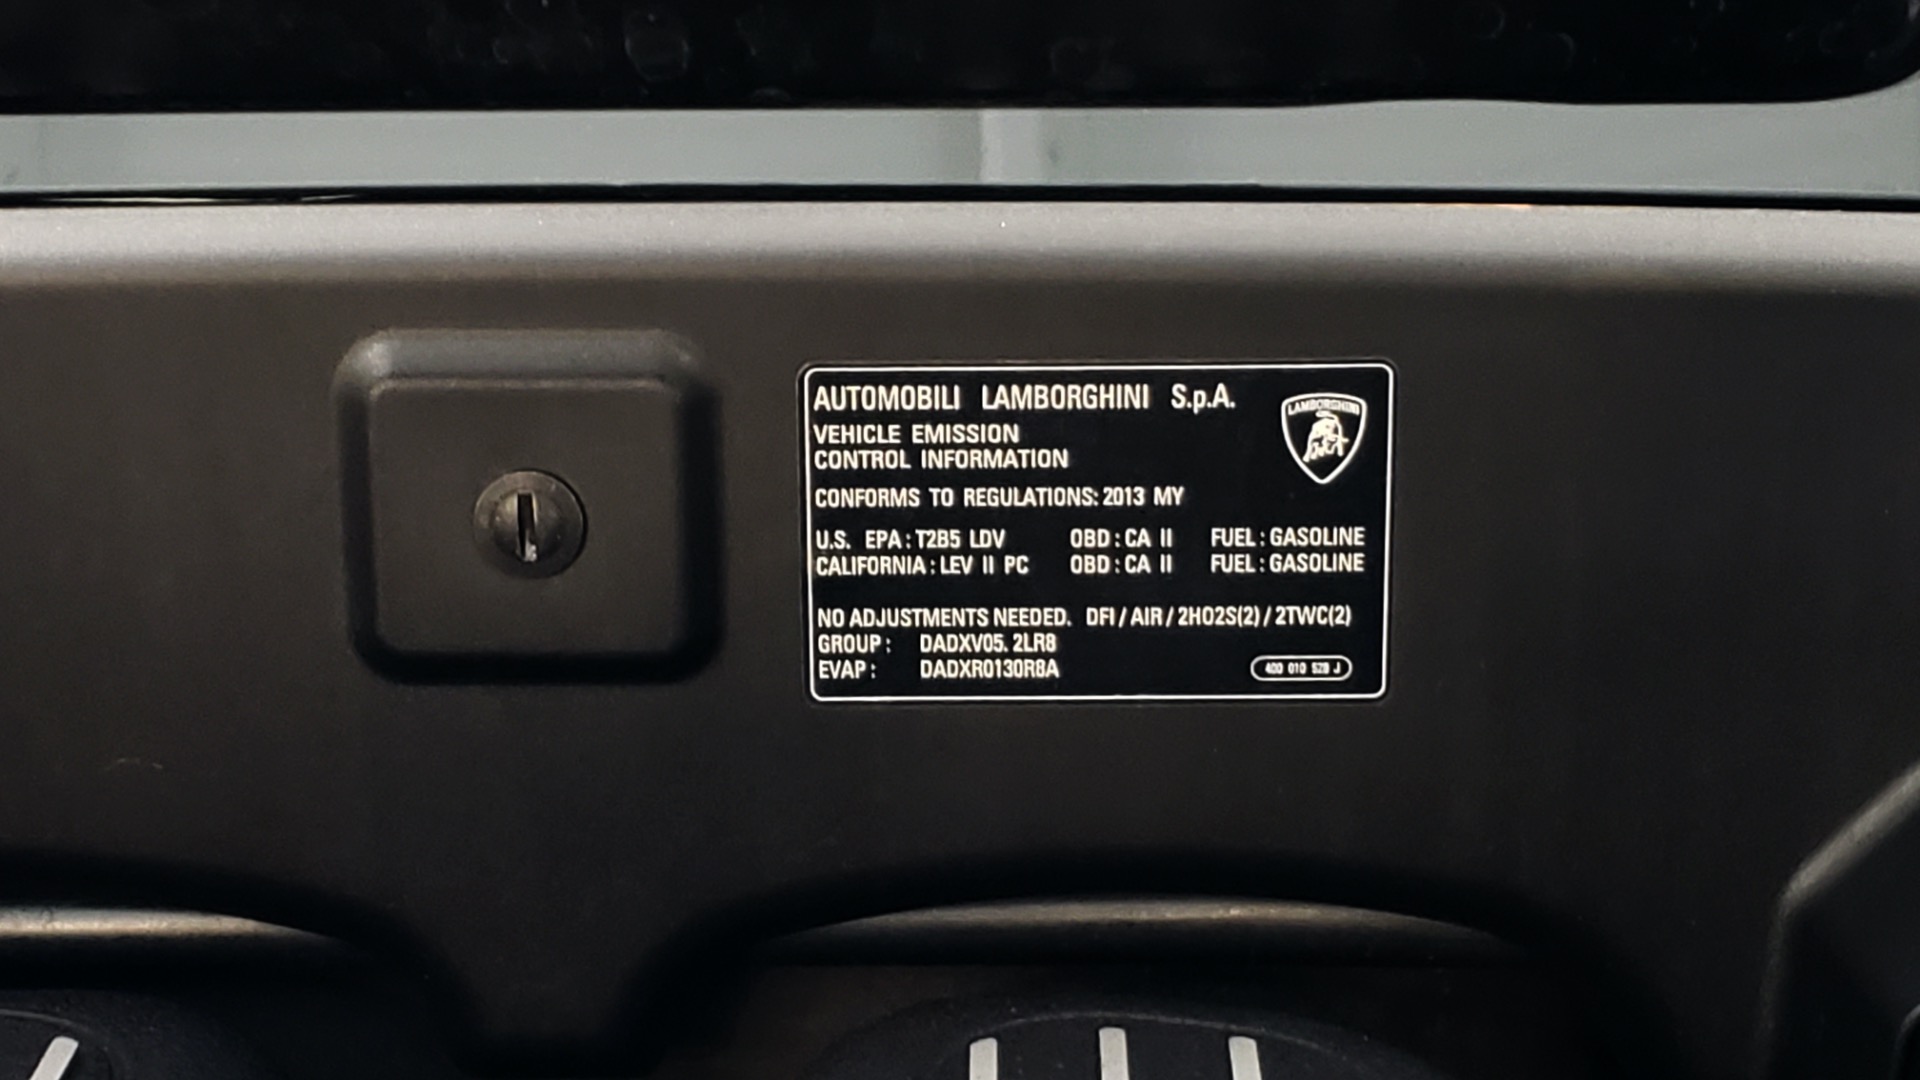 AUTOMOBILI LAMBORGHINI S.p.A.
LAMBORGHINI
VEHICLE EMISSION
CONTROL INFORMATION
CONFORMS TO REGULATIONS: 2013 MY
U.S. EPA : T2B5 LDV OBD : CA II FUEL : GASOLINE
CALIFORNIA : LEV II PC OBD : CA II FUEL : GASOLINE
NO ADJUSTMENTS NEEDED. DFI / AIR / 2HO2S(2) / 2TWC(2)
GROUP : DADXV05. 2LR8
EVAP : DADXR0130R8A
400 010 52B J